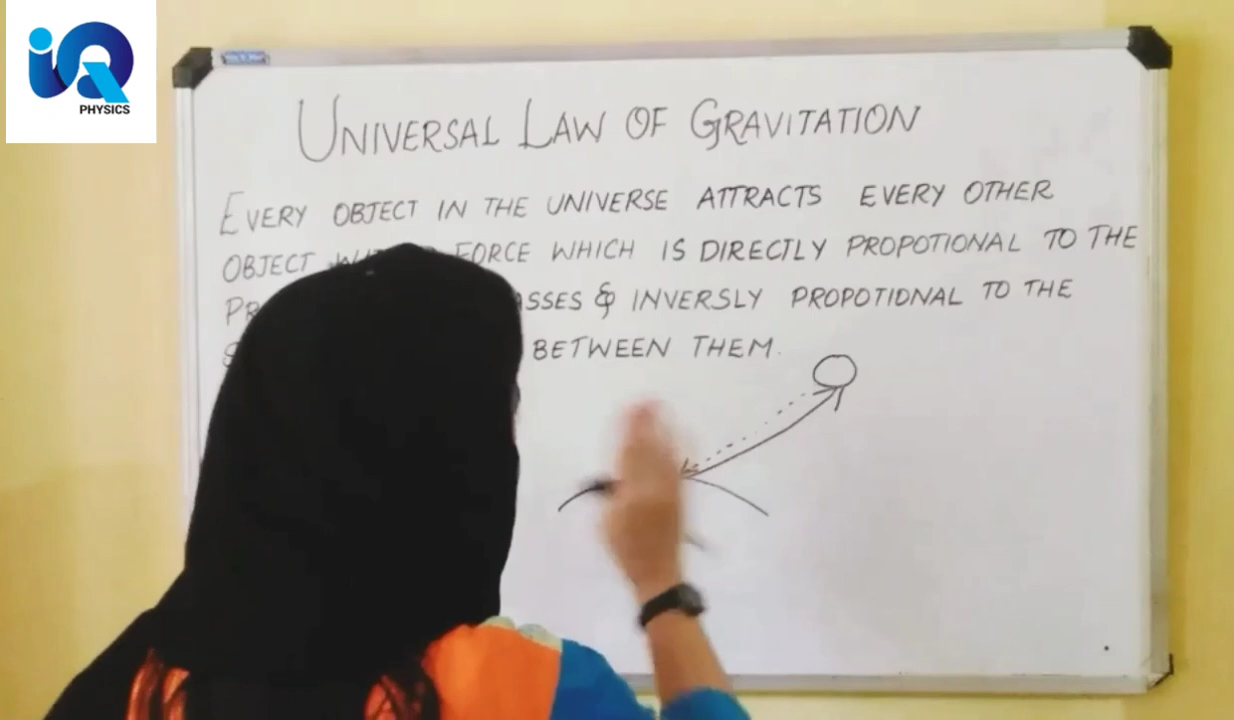 iQ
PHYSICS
UNIVERSAL LAW OF GRAVITATION
EVERY OBJECT IN THE UNIVERSE ATTRACTS EVERY OTHER
OBJECT FORCE WHICH IS DIRECTLY PROPOTIONAL TO THE
& INVERSLY PROPOTIONAL TO THE
BETWEEN THEM.